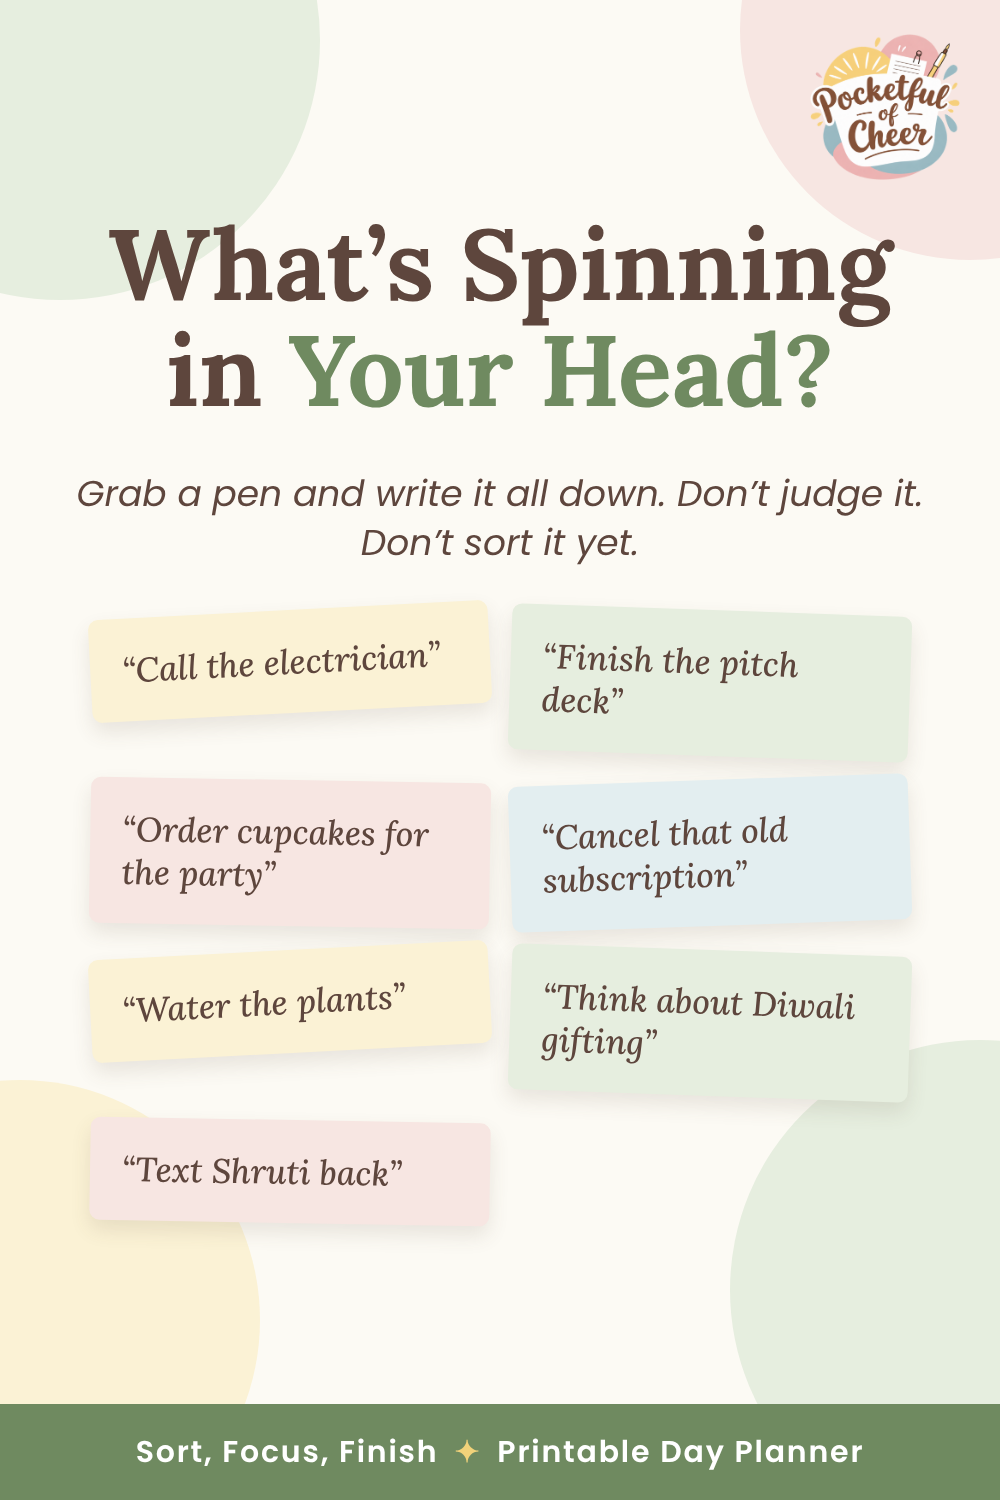 Pocketful
of
Cheer
What’s Spinning
in Your Head?
Grab a pen and write it all down. Don’t judge it.
Don’t sort it yet.
“Call the electrician”
“Finish the pitch
deck”
“Order cupcakes for
the party”
“Cancel that old
subscription”
“Water the plants”
“Think about Diwali
gifting”
“Text Shruti back”
Sort, Focus, Finish ✦ Printable Day Planner